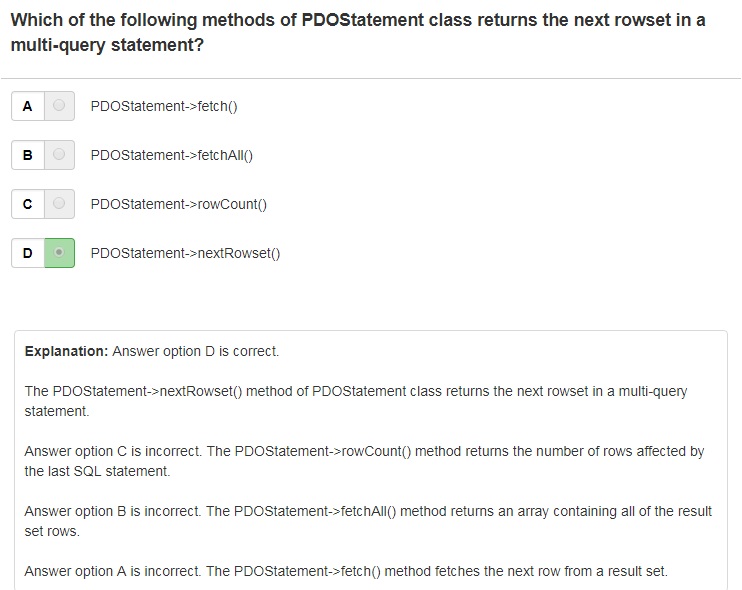 Which of the following methods of PDOStatement class returns the next rowset in a
multi-query statement?
A PDOStatement->fetch()
B PDOStatement->fetchAll()
C PDOStatement->rowCount()
D PDOStatement->nextRowset()
Explanation: Answer option D is correct.
The PDOStatement->nextRowset() method of PDOStatement class returns the next rowset in a multi-query
statement.
Answer option C is incorrect. The PDOStatement->rowCount() method returns the number of rows affected by
the last SQL statement.
Answer option B is incorrect. The PDOStatement->fetchAll() method returns an array containing all of the result
set rows.
Answer option A is incorrect. The PDOStatement->fetch() method fetches the next row from a result set.